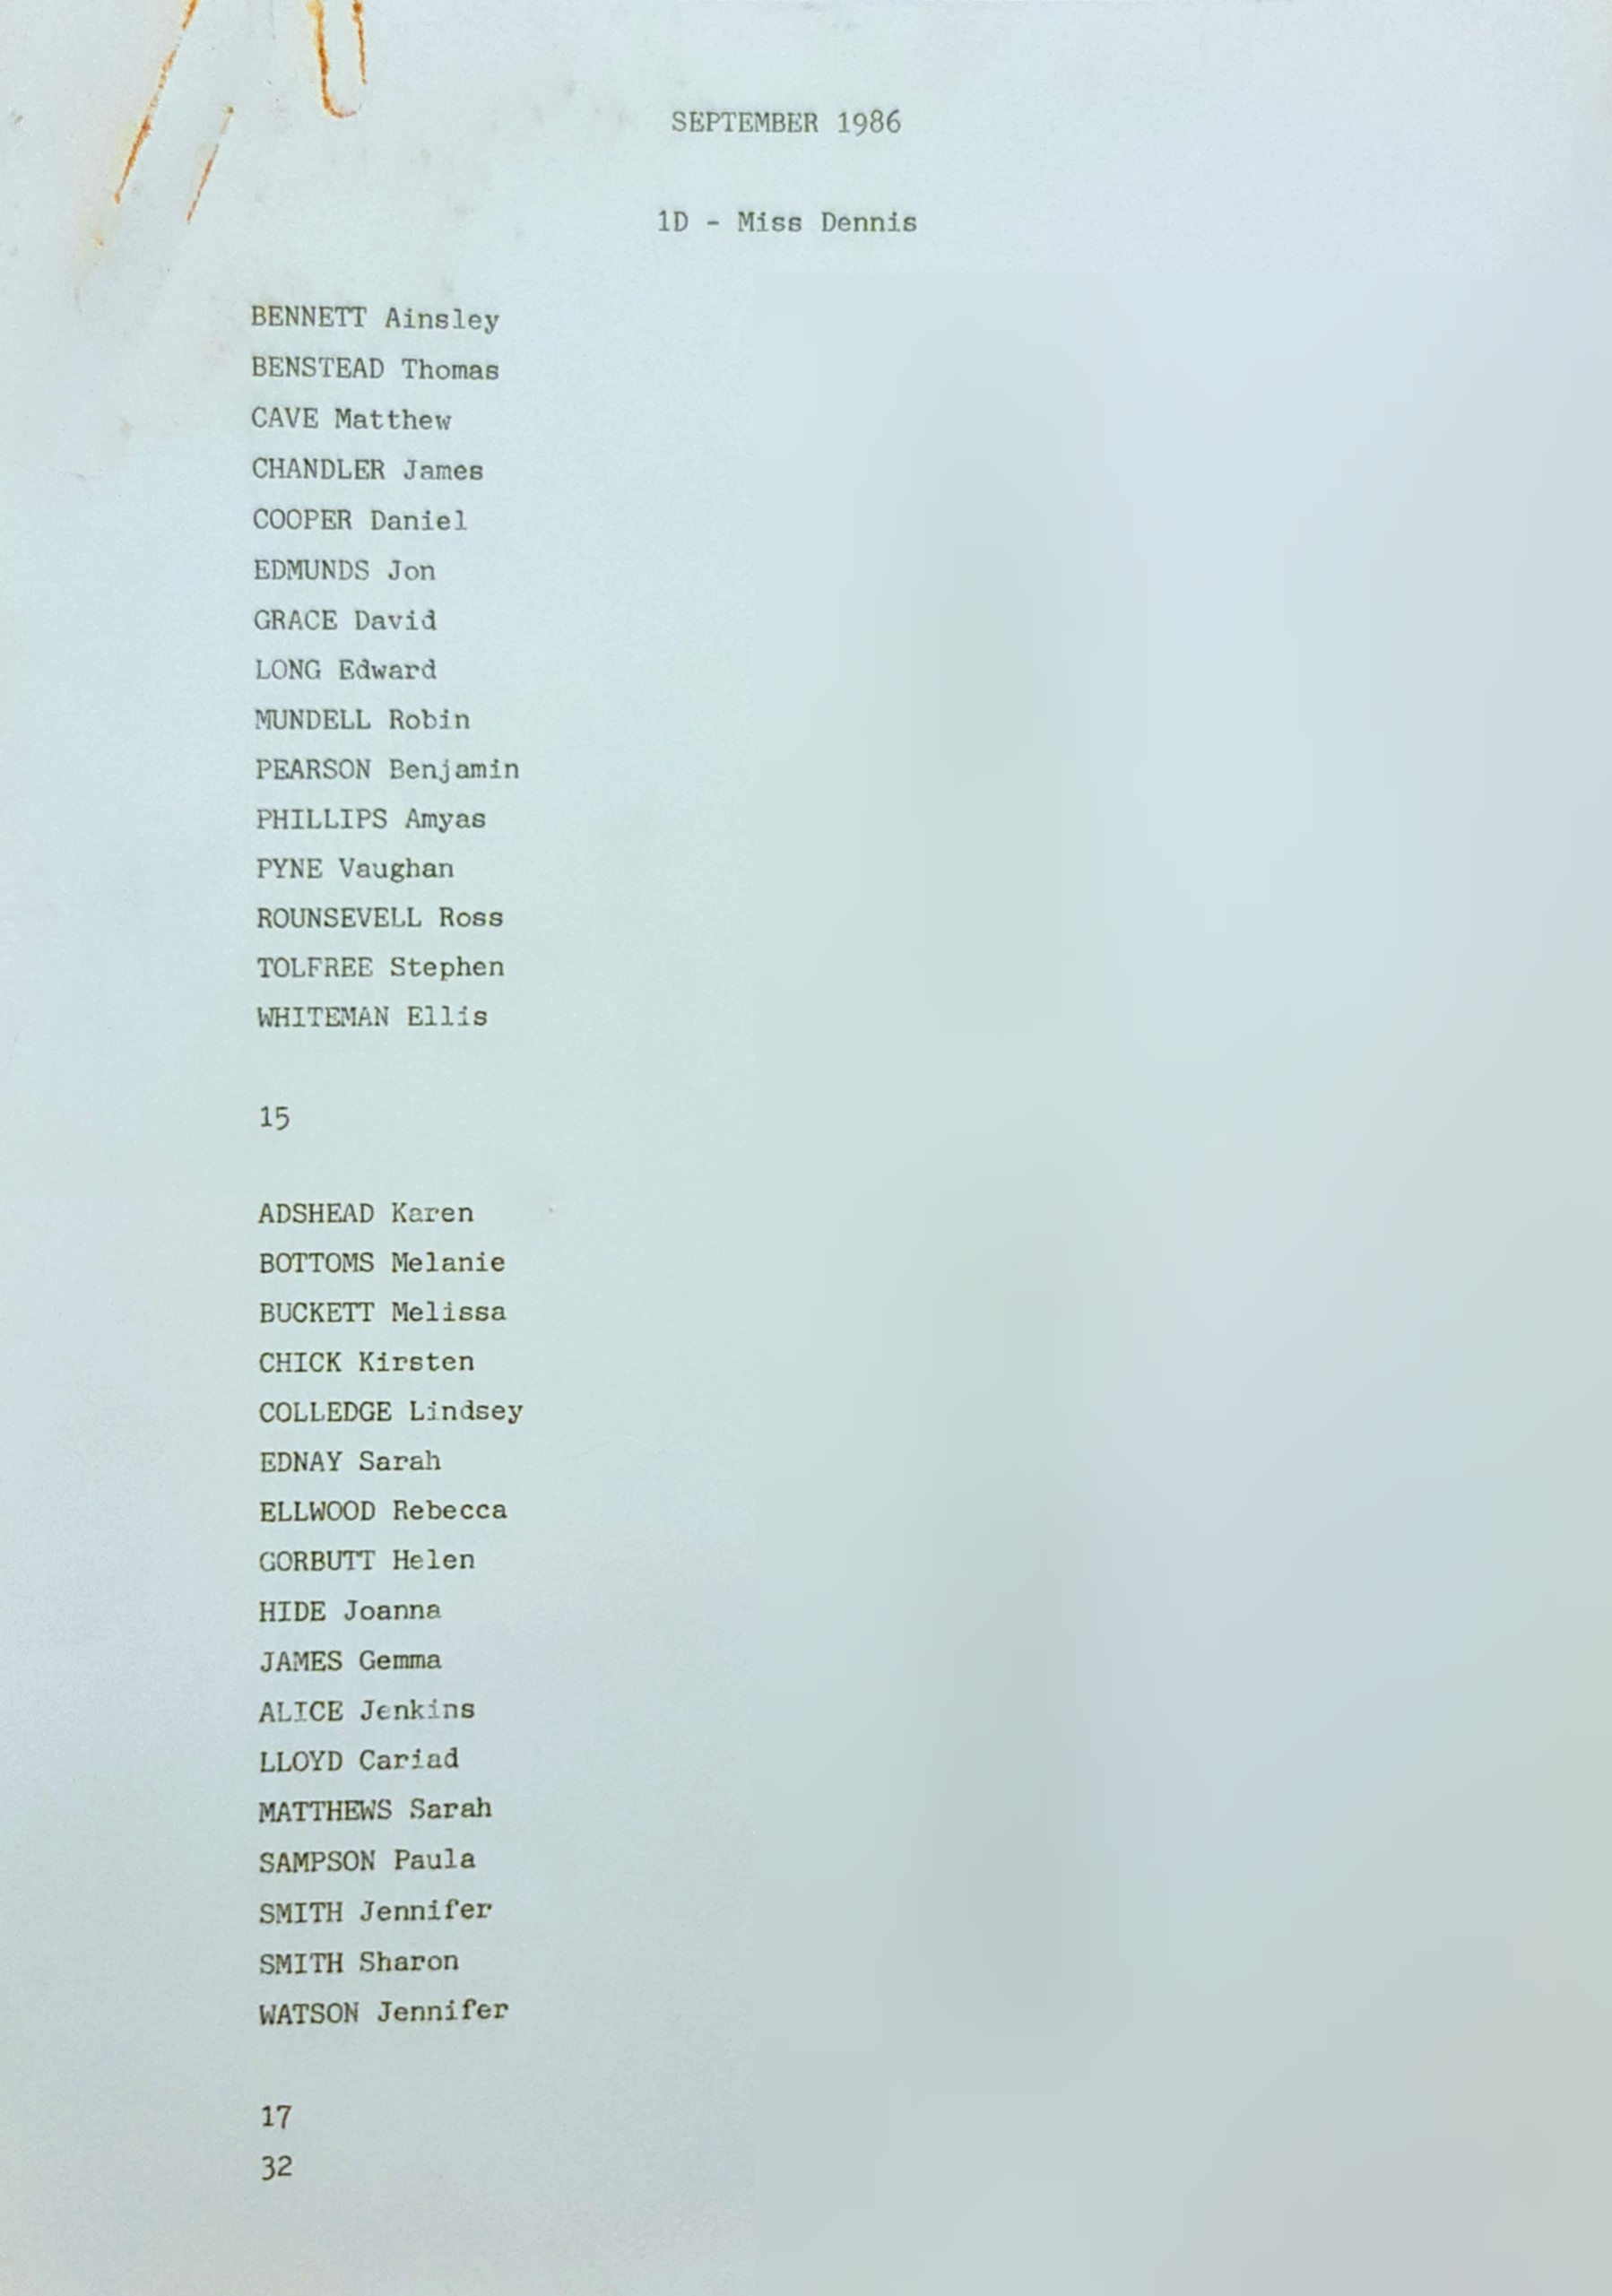 SEPTEMBER 1986
1D - Miss Dennis
BENNETT Ainsley
BENSTEAD Thomas
CAVE Matthew
CHANDLER James
COOPER Daniel
EDMUNDS Jon
GRACE David
LONG Edward
MUNDELL Robin
PEARSON Benjamin
PHILLIPS Amyas
PYNE Vaughan
ROUNSEVELL Ross
TOLFREE Stephen
WHITEMAN Ellis
15
ADSHEAD Karen
BOTTOMS Melanie
BUCKETT Melissa
CHICK Kirsten
COLLEDGE Lindsey
EDNAY Sarah
ELLWOOD Rebecca
GORBUTT Helen
HIDE Joanna
JAMES Gemma
ALICE Jenkins
LLOYD Cariad
MATTHEWS Sarah
SAMPSON Paula
SMITH Jennifer
SMITH Sharon
WATSON Jennifer
17
32